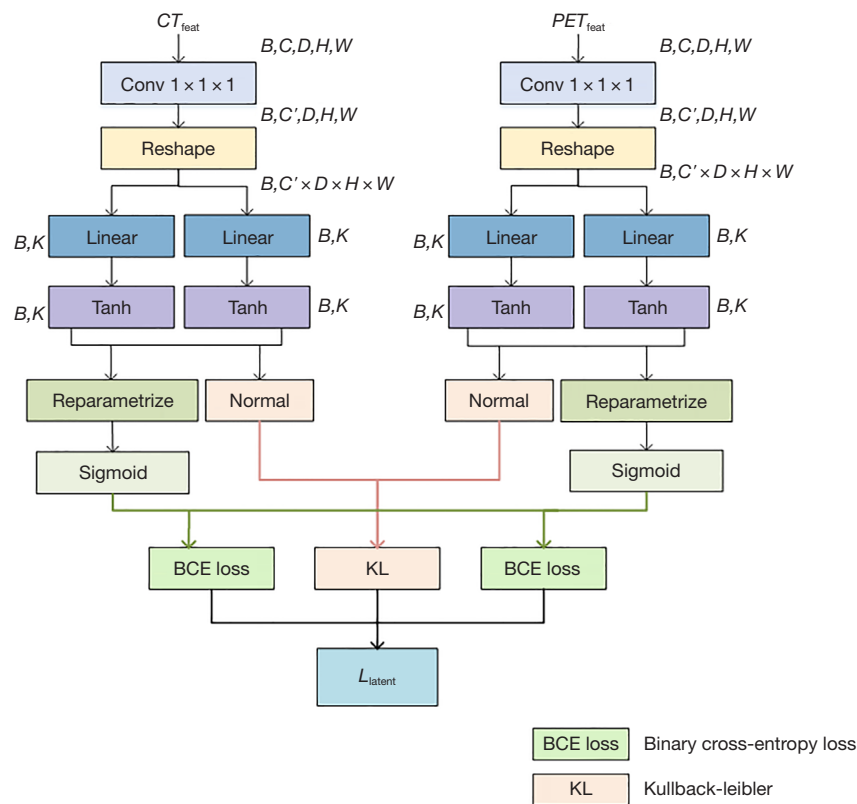 CTfeat PETfeat
B,C,D,H,W B,C,D,H,W
Conv 1 × 1 × 1 Conv 1 × 1 × 1
B,C',D,H,W B,C',D,H,W
Reshape Reshape
B,C' × D × H × W B,C' × D × H × W
B,K Linear Linear B,K B,K Linear Linear B,K
B,K Tanh Tanh B,K B,K Tanh Tanh B,K
Reparametrize Normal Normal Reparametrize
Sigmoid Sigmoid
BCE loss KL BCE loss
Llatent
BCE loss Binary cross-entropy loss
KL Kullback-leibler